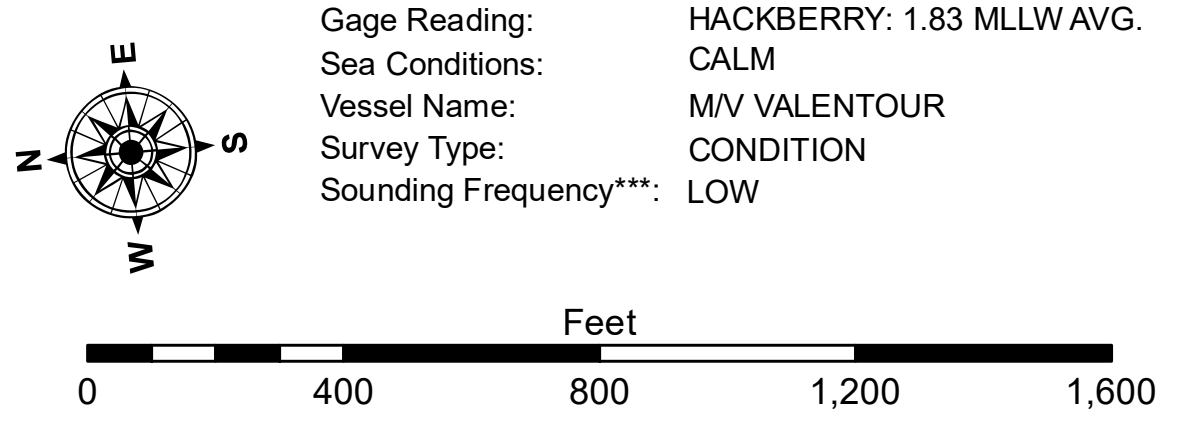 Gage Reading: HACKBERRY: 1.83 MLLW AVG.
Sea Conditions: CALM
Vessel Name: M/V VALENTOUR
Survey Type: CONDITION
Sounding Frequency***: LOW
E
N
S
W
Feet
0 400 800 1,200 1,600